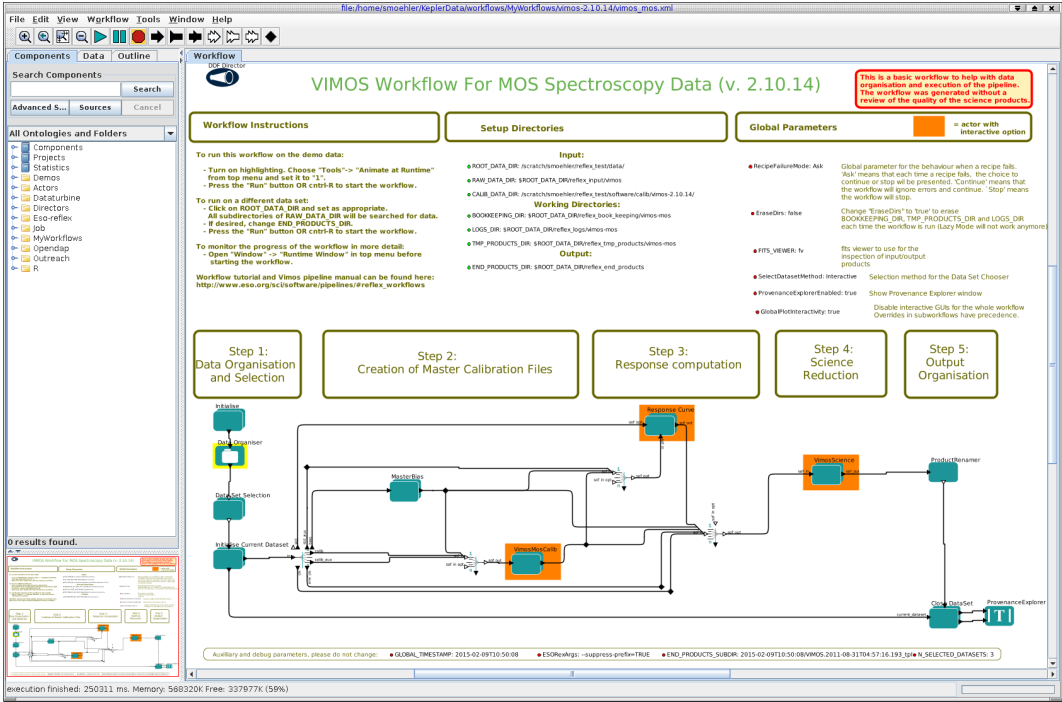 file:/home/smoehler/KeplerData/workflows/MyWorkflows/vimos-2.10.14/vimos_mos.xml
File Edit View Workflow Tools Window Help
Components Data Outline
Search Components
Search
Advanced S... Sources Cancel
All Ontologies and Folders
Components
Projects
Statistics
Demos
Actors
Dataturbine
Directors
Eso-reflex
Job
MyWorkflows
Opendap
Outreach
R
0 results found.
Workflow
DDF Director
VIMOS Workflow For MOS Spectroscopy Data (v. 2.10.14)
This is a basic workflow to help with data
organisation and execution of the pipeline.
The workflow was generated without a
review of the quality of the science products.
Workflow Instructions
Setup Directories
Global Parameters
= actor with
interactive option
To run this workflow on the demo data:
- Turn on highlighting. Choose "Tools"-> "Animate at Runtime"
from top menu and set it to "1".
- Press the "Run" button OR cntrl-R to start the workflow.
To run on a different data set:
- Click on ROOT_DATA_DIR and set as appropriate.
All subdirectories of RAW_DATA_DIR will be searched for data.
- If desired, change END_PRODUCTS_DIR.
- Press the "Run" button OR cntrl-R to start the workflow.
To monitor the progress of the workflow in more detail:
- Open "Window" -> "Runtime Window" in top menu before
starting the workflow.
Workflow tutorial and Vimos pipeline manual can be found here:
http://www.eso.org/sci/software/pipelines/#reflex_workflows
Input:
ROOT_DATA_DIR: /scratch/smoehler/reflex_test/data/
RAW_DATA_DIR: $ROOT_DATA_DIR/reflex_input/vimos
CALIB_DATA_DIR: /scratch/smoehler/reflex_test/software/calib/vimos-2.10.14/
Working Directories:
BOOKKEEPING_DIR: $ROOT_DATA_DIR/reflex_book_keeping/vimos-mos
LOGS_DIR: $ROOT_DATA_DIR/reflex_logs/vimos-mos
TMP_PRODUCTS_DIR: $ROOT_DATA_DIR/reflex_tmp_products/vimos-mos
Output:
END_PRODUCTS_DIR: $ROOT_DATA_DIR/reflex_end_products
RecipeFailureMode: Ask
Global parameter for the behaviour when a recipe fails.
'Ask' means that each time a recipe fails, the choice to
continue or stop will be presented. 'Continue' means that
the workflow will ignore errors and continue. `Stop' means
the workflow will stop.
EraseDirs: false
Change "EraseDirs" to 'true' to erase
BOOKKEEPING_DIR, TMP_PRODUCTS_DIR and LOGS_DIR
each time the workflow is run (Lazy Mode will not work anymore)
FITS_VIEWER: fv
fits viewer to use for the
inspection of input/output
products
SelectDatasetMethod: Interactive
Selection method for the Data Set Chooser
ProvenanceExplorerEnabled: true
Show Provenance Explorer window
GlobalPlotInteractivity: true
Disable interactive GUIs for the whole workflow
Overrides in subworkflows have precedence.
Step 1:
Data Organisation
and Selection
Step 2:
Creation of Master Calibration Files
Step 3:
Response computation
Step 4:
Science
Reduction
Step 5:
Output
Organisation
Initialise
Data Organiser
Data Set Selection
Initialise Current Dataset
MasterBias
VimosMosCalib
Response Curve
VimosScience
ProductRenamer
Close DataSet
ProvenanceExplorer
current_dataset
Auxiliary and debug parameters, please do not change:
GLOBAL_TIMESTAMP: 2015-02-09T10:50:08
ESORexArgs: --suppress-prefix=TRUE
END_PRODUCTS_SUBDIR: 2015-02-09T10:50:08/VIMOS.2011-08-31T04:57:16.193_tpl
N_SELECTED_DATASETS: 3
execution finished: 250311 ms. Memory: 568320K Free: 337977K (59%)